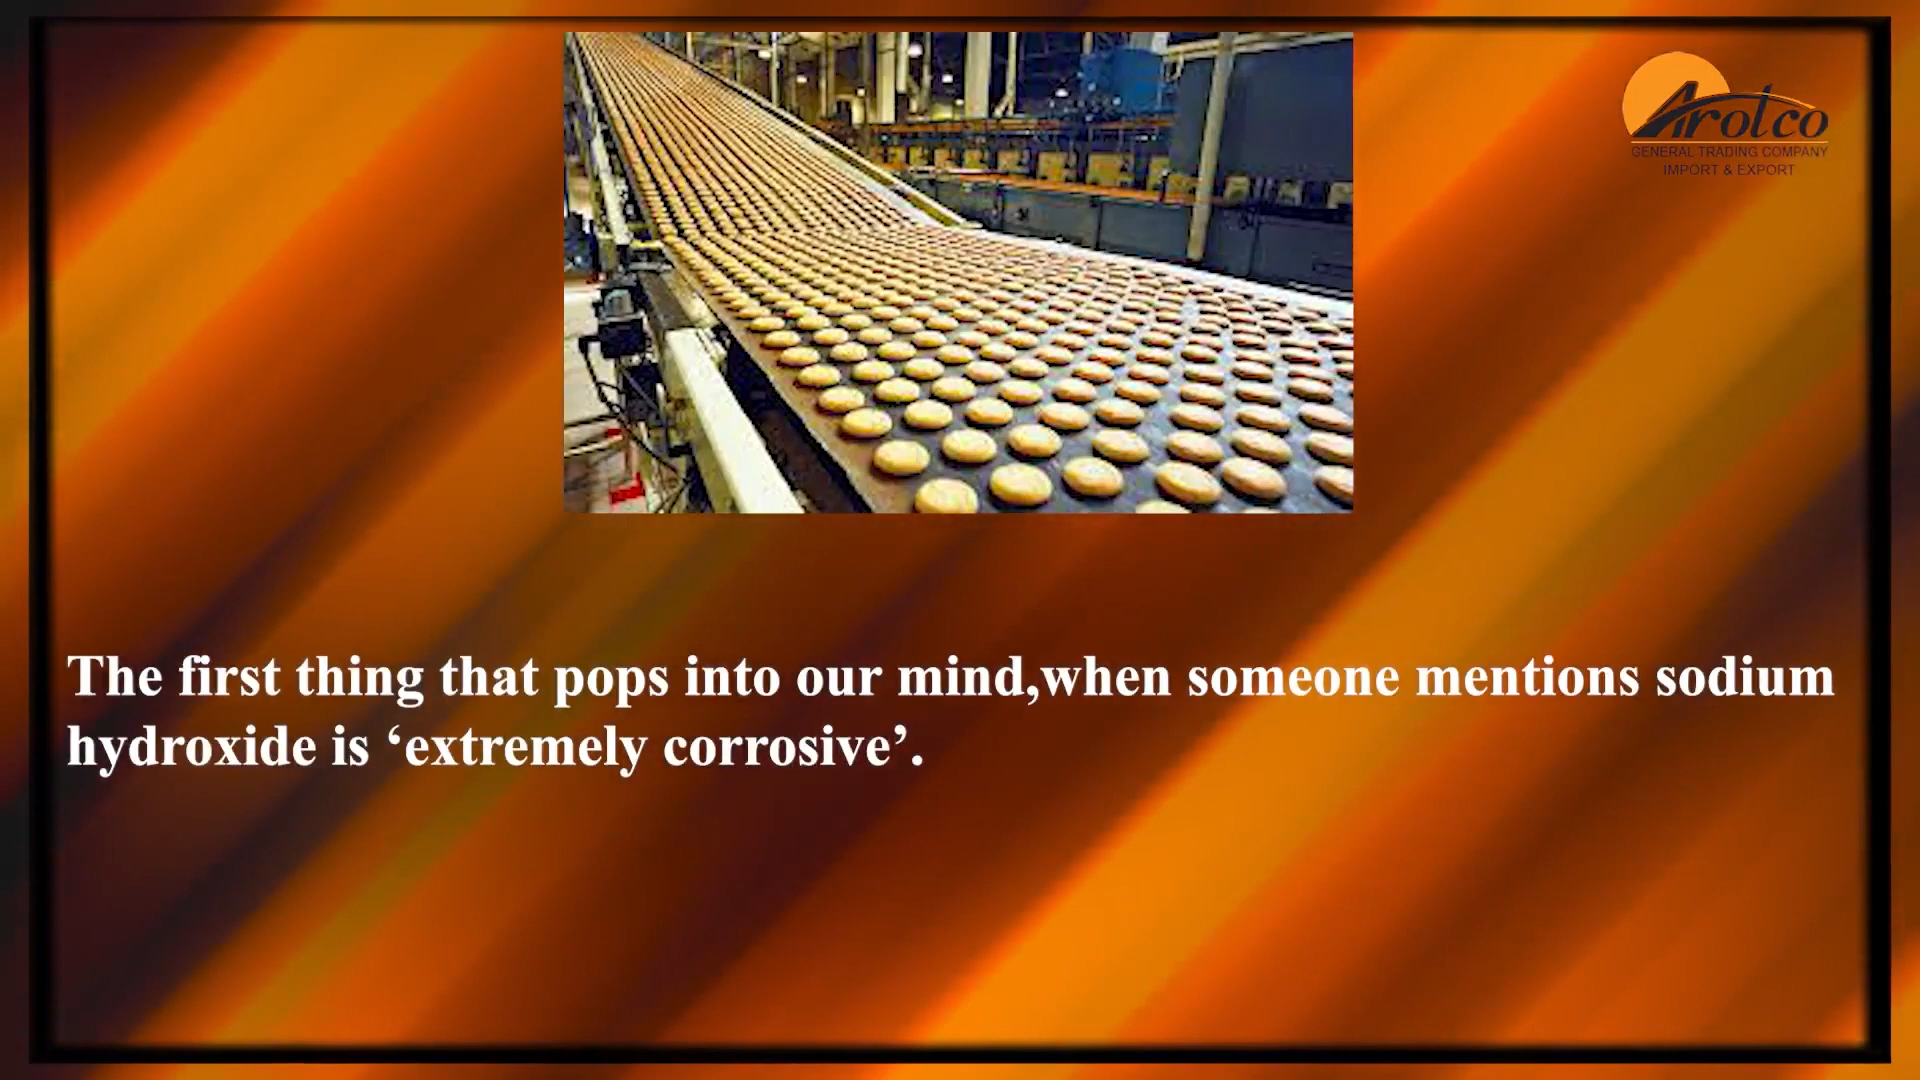 Arotco
GENERAL TRADING COMPANY
IMPORT & EXPORT
The first thing that pops into our mind,when someone mentions sodium
hydroxide is ‘extremely corrosive’.